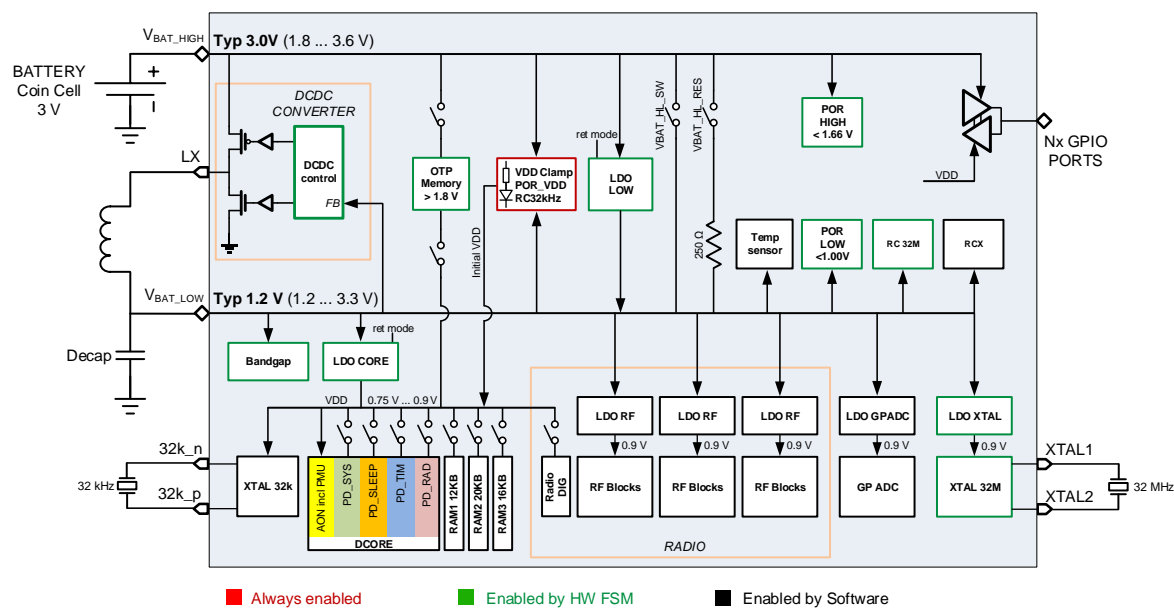 VBAT_HIGH
Typ 3.0V (1.8 ... 3.6 V)
BATTERY
Coin Cell
3 V
+
DCDC
CONVERTER
LX
DCDC
control
FB
OTP
Memory
> 1.8 V
VDD Clamp
POR_VDD
RC32kHz
Initial VDD
ret mode
LDO
LOW
VBAT_HL_SW
VBAT_HL_RES
250 Ω
POR
HIGH
< 1.66 V
VDD
Nx GPIO
PORTS
Temp
sensor
POR
LOW
<1.00V
RC 32M
RCX
VBAT_LOW
Typ 1.2 V (1.2 ... 3.3 V)
Decap
Bandgap
ret mode
LDO CORE
VDD
0.75 V ... 0.9 V
LDO RF
LDO RF
LDO RF
LDO GPADC
LDO XTAL
0.9 V
0.9 V
0.9 V
0.9 V
0.9 V
32k_n
32 kHz
32k_p
XTAL 32k
AON incl PMU
PD_SYS
PD_SLEEP
PD_TIM
PD_RAD
DCORE
RAM1 12KB
RAM2 20KB
RAM3 16KB
Radio
DIG
RF Blocks
RF Blocks
RF Blocks
GP ADC
XTAL 32M
XTAL1
32 MHz
XTAL2
RADIO
Always enabled
Enabled by HW FSM
Enabled by Software